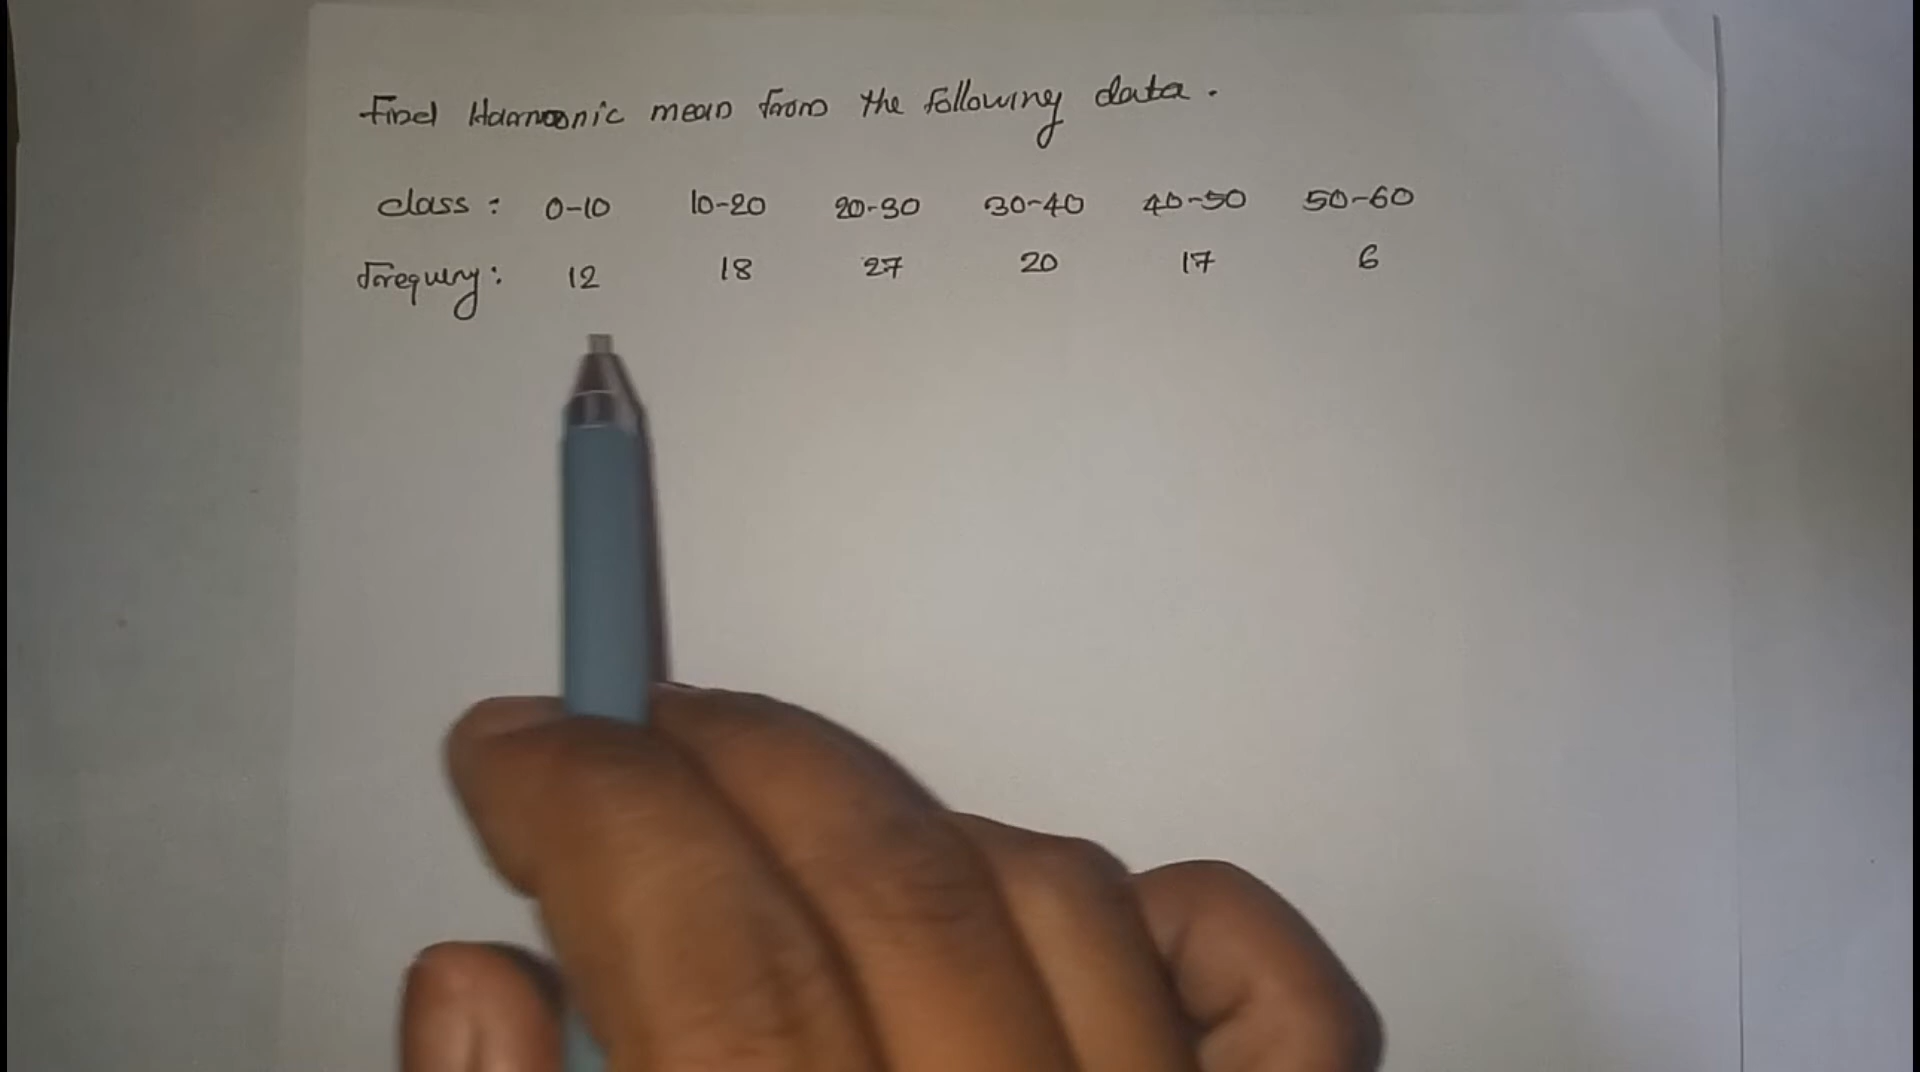 Find Harmonic mean from the following data.
class: 0-10 10-20 20-30 30-40 40-50 50-60
frequency: 12 18 27 20 17 6